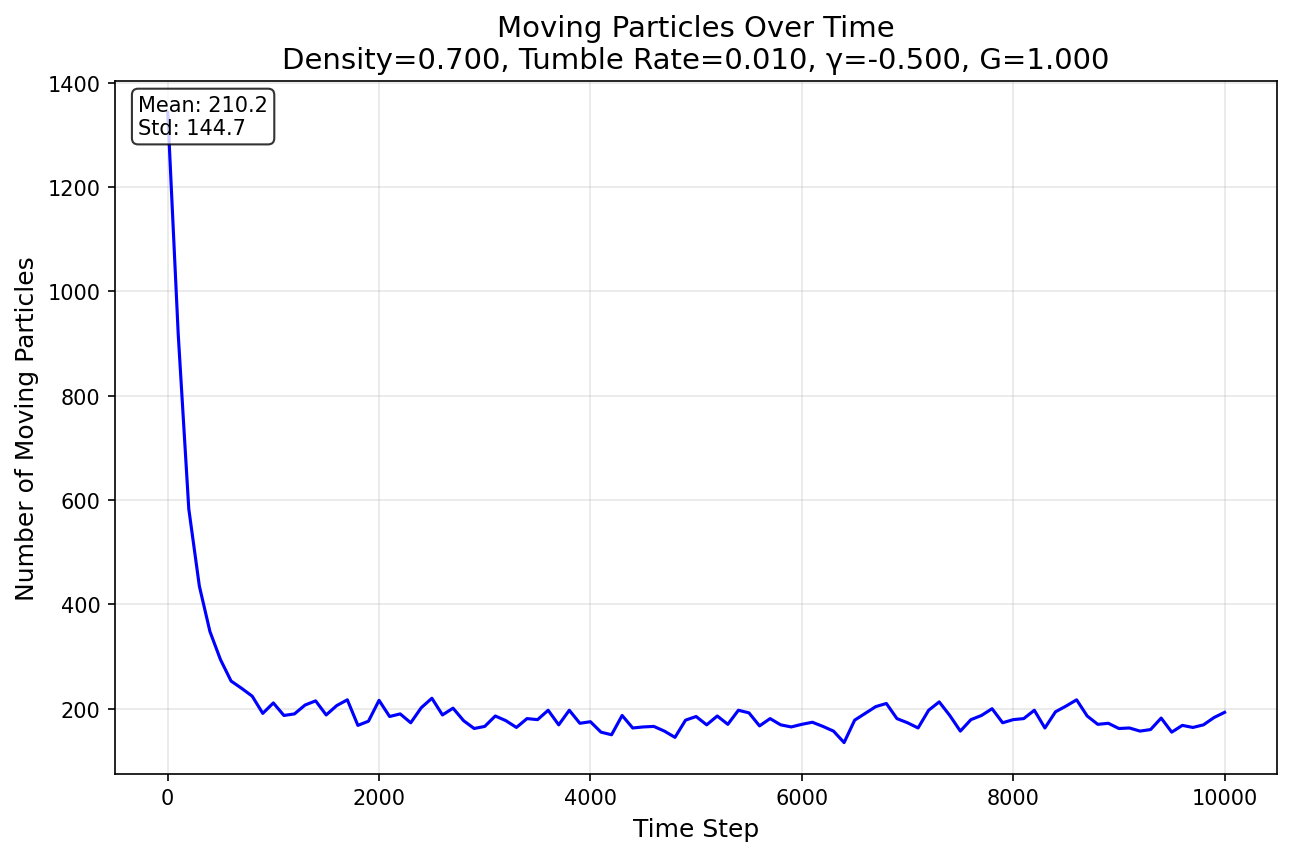 Moving Particles Over Time
Density=0.700, Tumble Rate=0.010, γ=-0.500, G=1.000
Mean: 210.2
Std: 144.7
1400
1200
1000
800
600
400
200
Number of Moving Particles
0
2000
4000
6000
8000
10000
Time Step